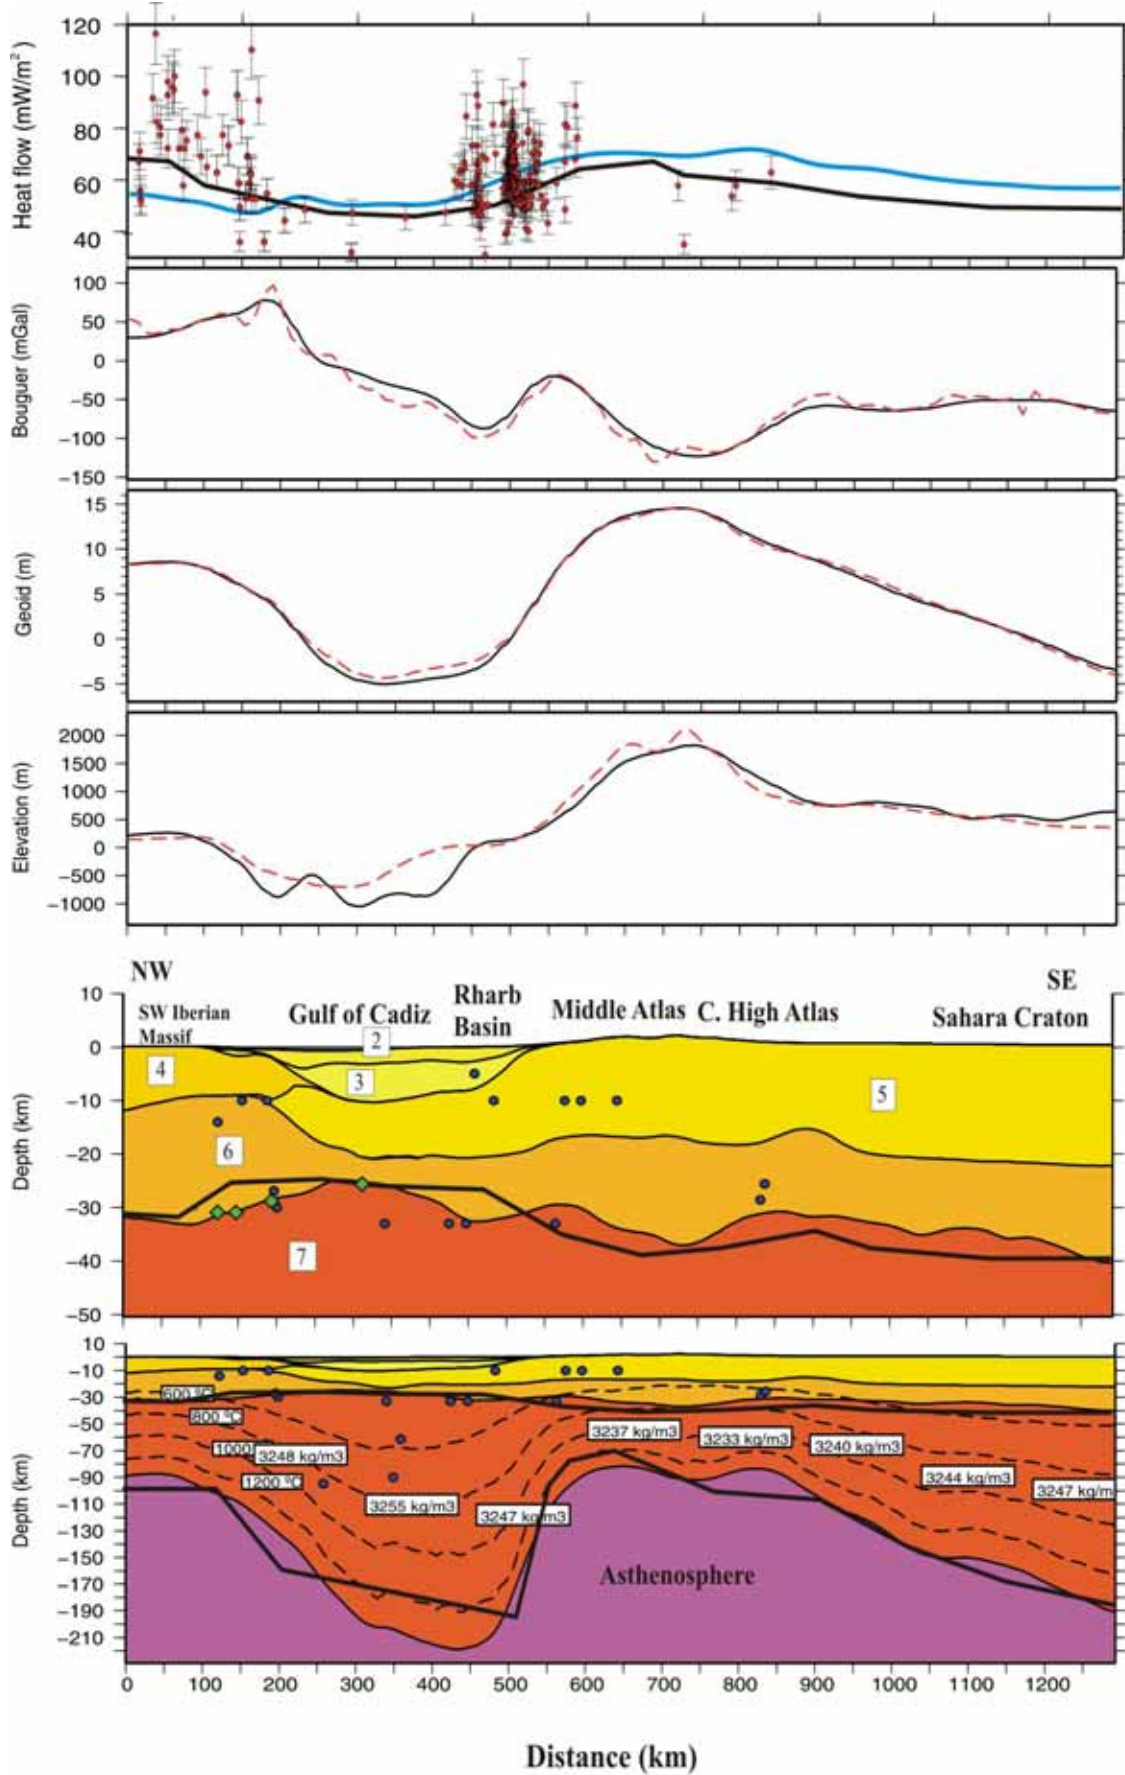 120
100
80
60
40
Heat flow (mW/m²)
100
50
0
−50
−100
−150
Bouguer (mGal)
15
10
5
0
−5
Geoid (m)
2000
1500
1000
500
0
−500
−1000
Elevation (m)
NW
SE
SW Iberian
Massif
Gulf of Cadiz
Rharb
Basin
Middle Atlas
C. High Atlas
Sahara Craton
10
0
−10
−20
−30
−40
−50
Depth (km)
2
3
4
5
6
7
10
−10
−30
−50
−70
−90
−110
−130
−150
−170
−190
−210
Depth (km)
600 ºC
800 ºC
1000
1200 ºC
3248 kg/m3
3255 kg/m3
3247 kg/m3
3237 kg/m3
3233 kg/m3
3240 kg/m3
3244 kg/m3
3247 kg/m
Asthenosphere
0 100 200 300 400 500 600 700 800 900 1000 1100 1200
Distance (km)